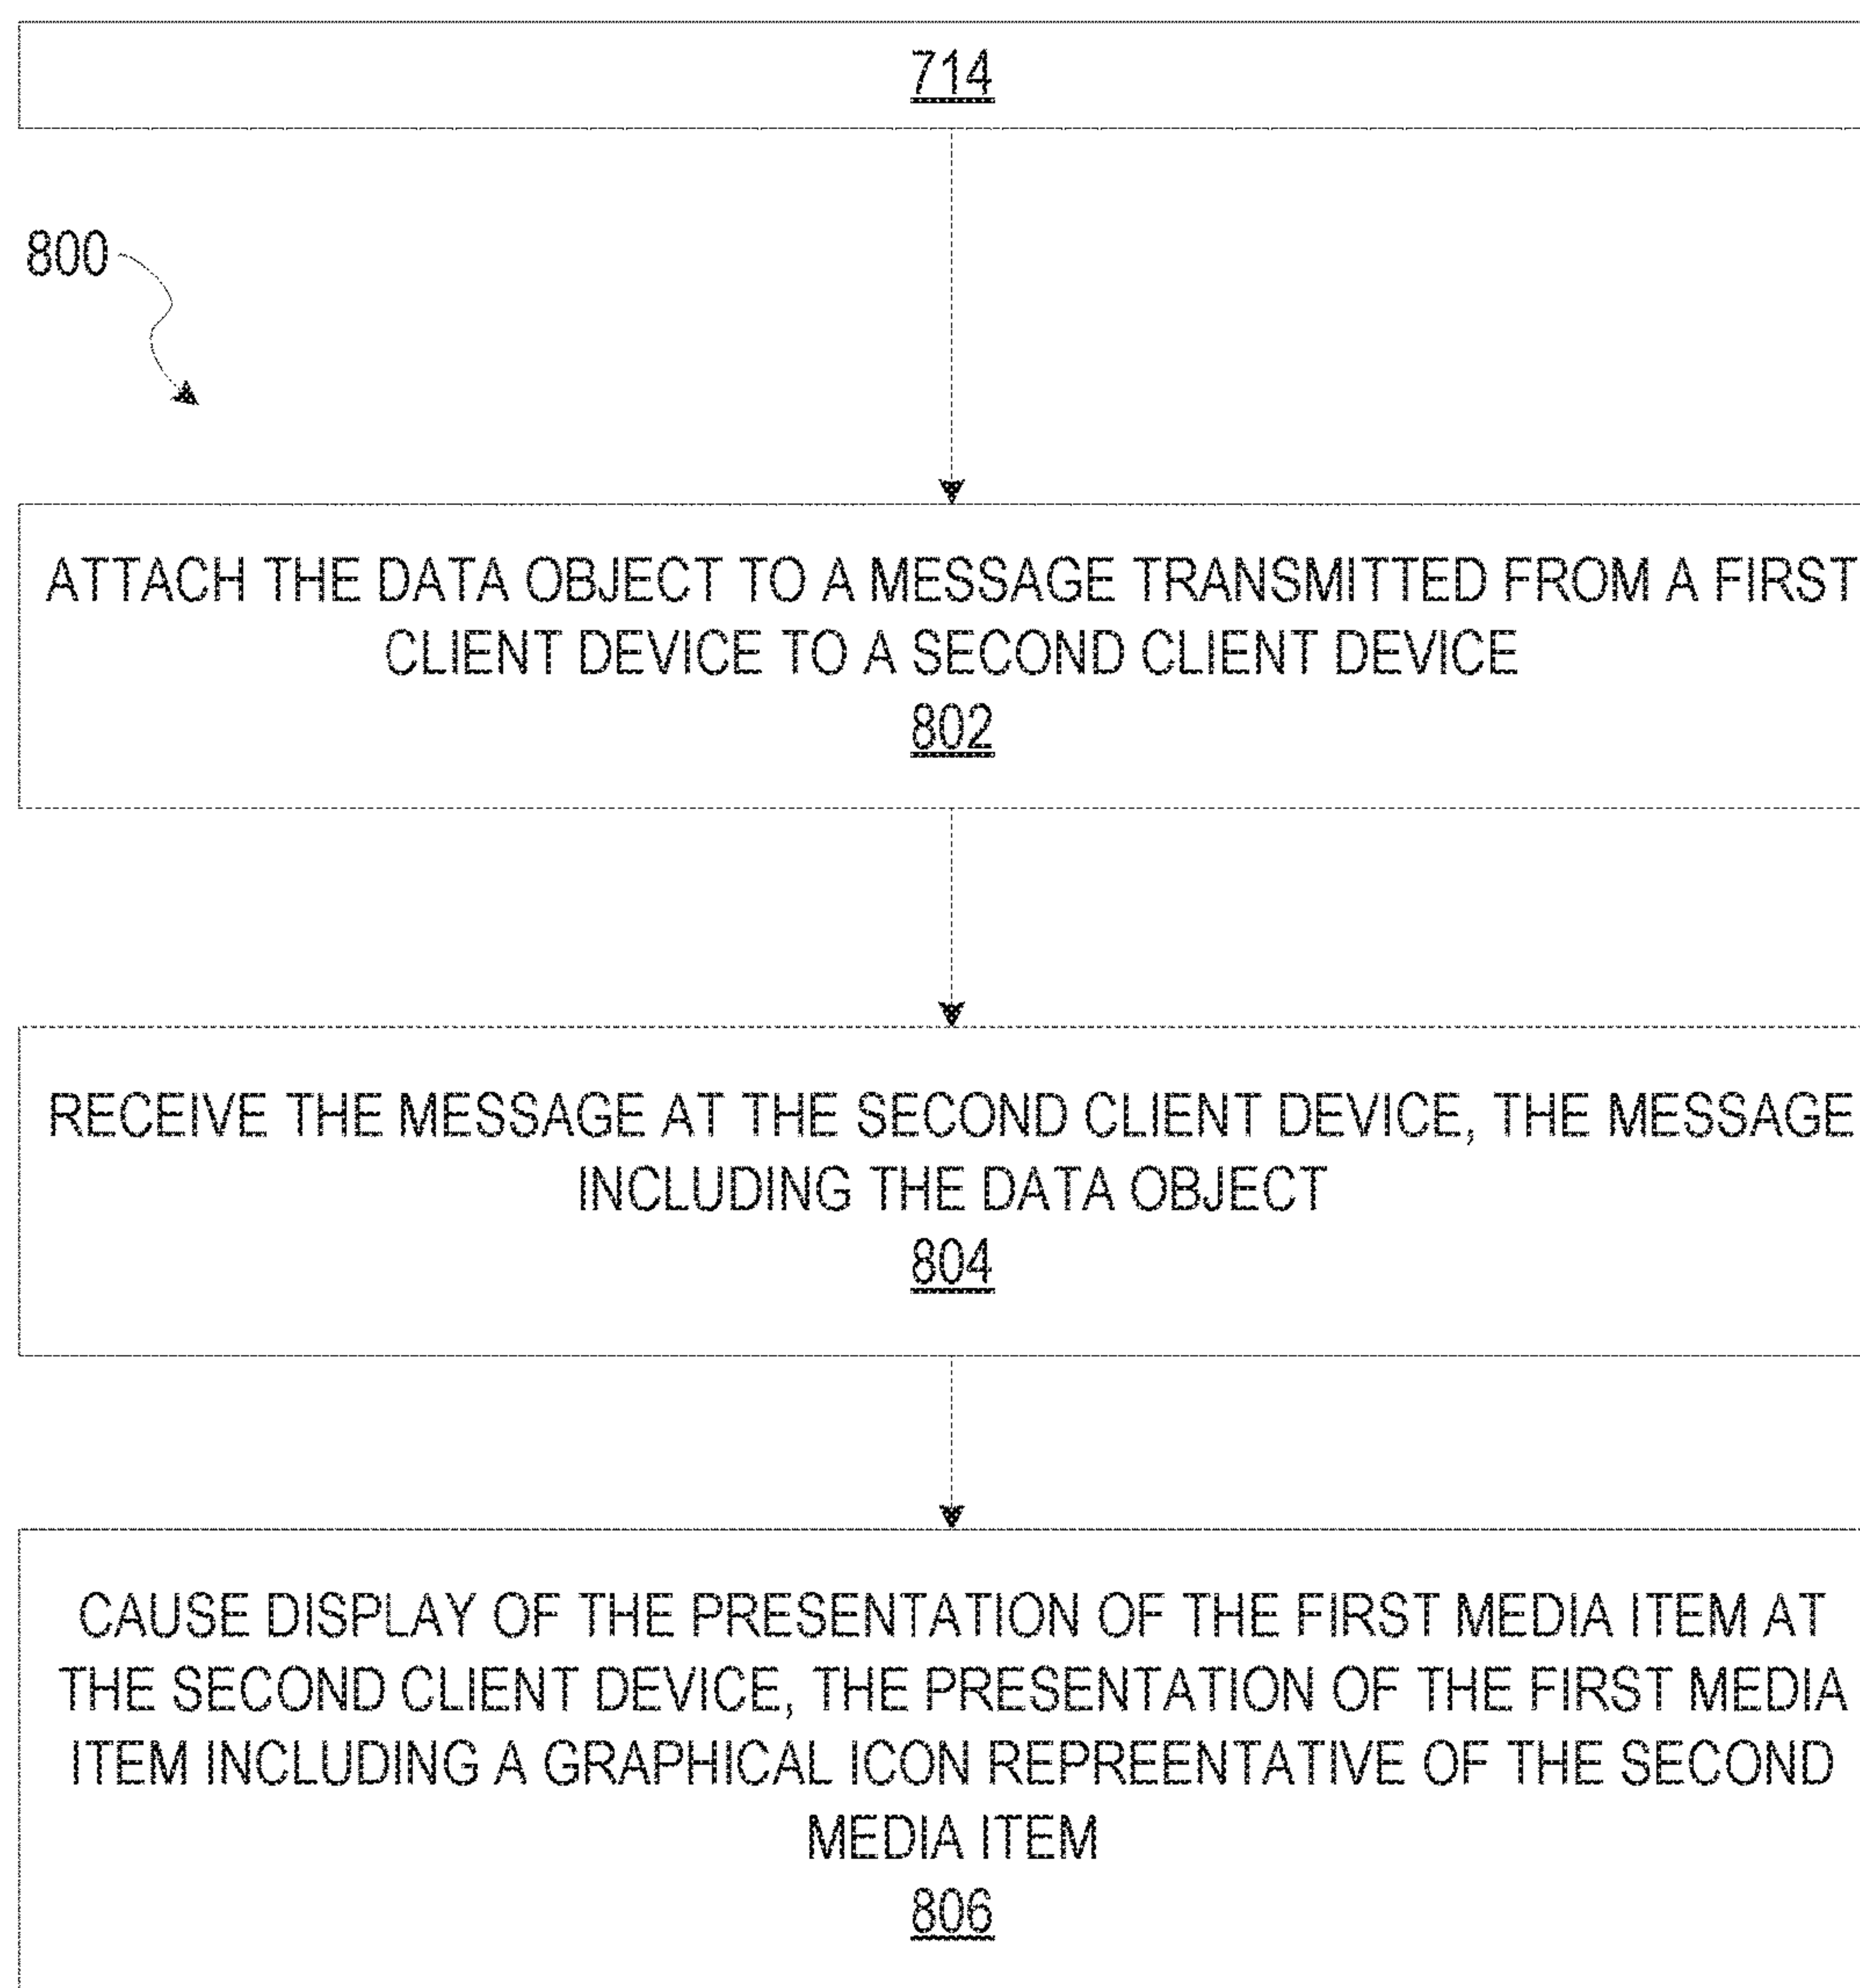 714
800
ATTACH THE DATA OBJECT TO A MESSAGE TRANSMITTED FROM A FIRST
CLIENT DEVICE TO A SECOND CLIENT DEVICE
802
RECEIVE THE MESSAGE AT THE SECOND CLIENT DEVICE, THE MESSAGE
INCLUDING THE DATA OBJECT
804
CAUSE DISPLAY OF THE PRESENTATION OF THE FIRST MEDIA ITEM AT
THE SECOND CLIENT DEVICE, THE PRESENTATION OF THE FIRST MEDIA
ITEM INCLUDING A GRAPHICAL ICON REPREENTATIVE OF THE SECOND
MEDIA ITEM
806